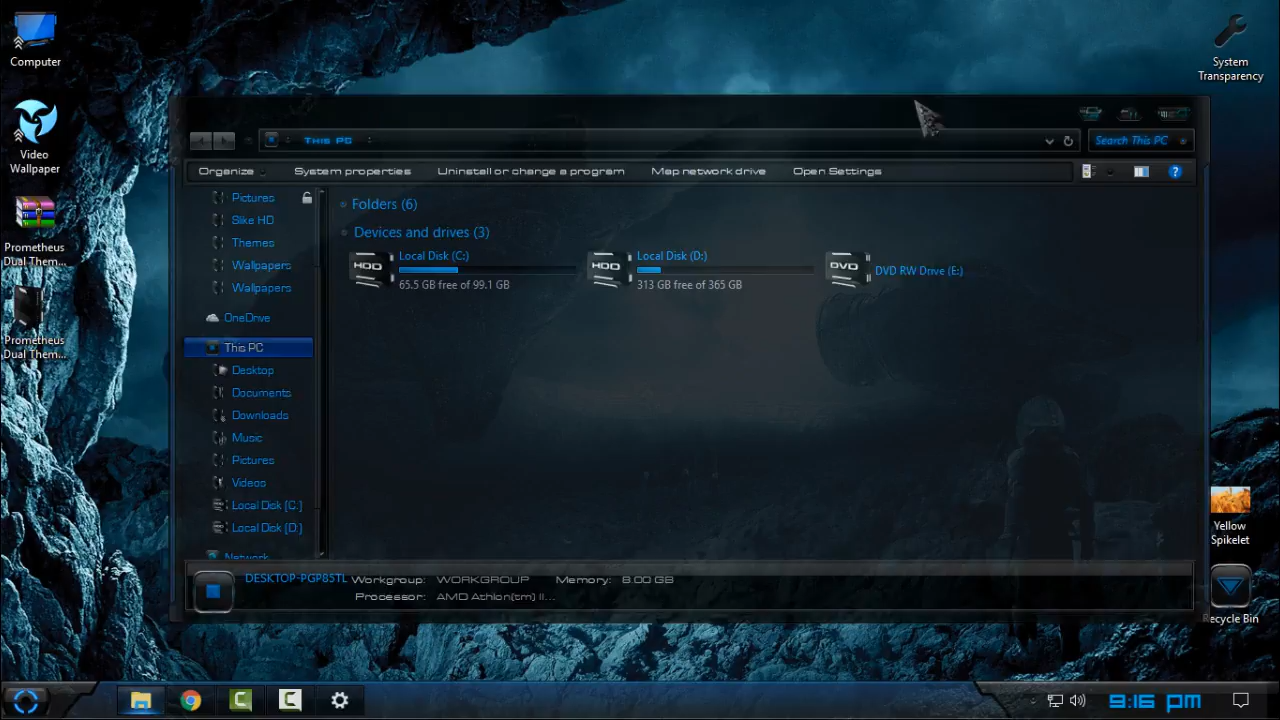 Computer
Video
Wallpaper
Prometheus
Dual Them...
Prometheus
Dual Them...
System
Transparency
THIS PC
Search This PC
Organize
System properties
Uninstall or change a program
Map network drive
Open Settings
?
Pictures
Slike HD
Themes
Wallpapers
Wallpapers
OneDrive
This PC
Desktop
Documents
Downloads
Music
Pictures
Videos
Local Disk (C:)
Local Disk (D:)
Network
Folders (6)
Devices and drives (3)
HDD
Local Disk (C:)
65.5 GB free of 99.1 GB
HDD
Local Disk (D:)
313 GB free of 365 GB
DVD
DVD RW Drive (E:)
DESKTOP-PGP85TL Workgroup: WORKGROUP Memory: 8.00 GB
Processor: AMD Athlon(tm) II...
Yellow
Spikelet
Recycle Bin
9:16 pm